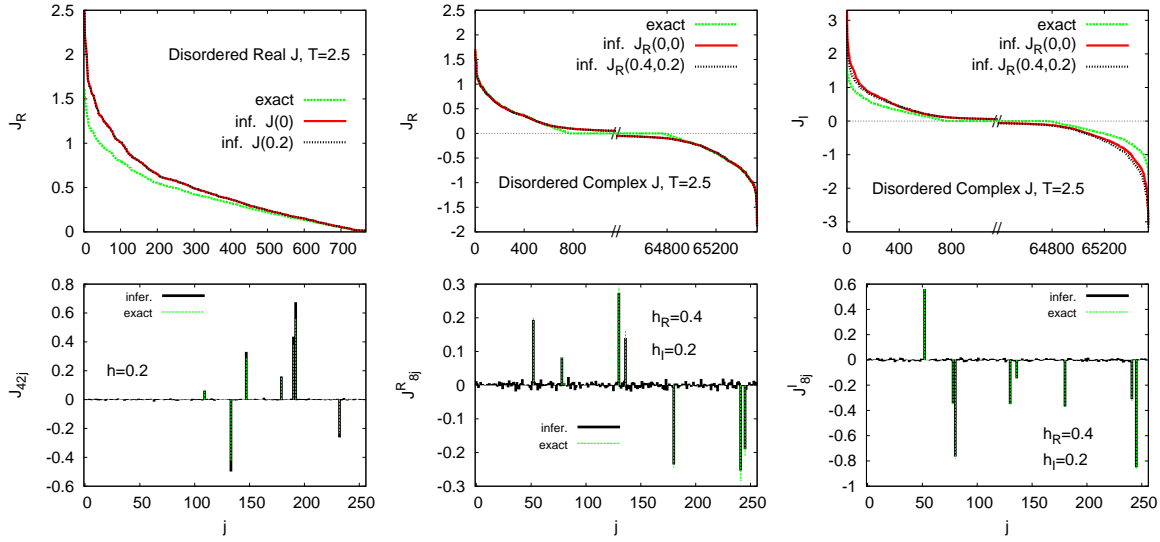 J_R
2.5
2
1.5
1
0.5
0
Disordered Real J, T=2.5
exact
inf. J(0)
inf. J(0.2)
0 100 200 300 400 500 600 700
J_R
2.5
2
1.5
1
0.5
0
-0.5
-1
-1.5
-2
exact
inf. J_R(0,0)
inf. J_R(0.4,0.2)
Disordered Complex J, T=2.5
0 400 800 // 64800 65200
J_I
3
2
1
0
-1
-2
-3
exact
inf. J_R(0,0)
inf. J_R(0.4,0.2)
Disordered Complex J, T=2.5
0 400 800 // 64800 65200
J_42j
0.8
0.6
0.4
0.2
0
-0.2
-0.4
-0.6
infer.
exact
h=0.2
0 50 100 150 200 250
j
J^R_8j
0.3
0.2
0.1
0
-0.1
-0.2
-0.3
h_R=0.4
h_I=0.2
infer.
exact
0 50 100 150 200 250
j
J^I_8j
0.6
0.4
0.2
0
-0.2
-0.4
-0.6
-0.8
-1
infer.
exact
h_R=0.4
h_I=0.2
0 50 100 150 200 250
j